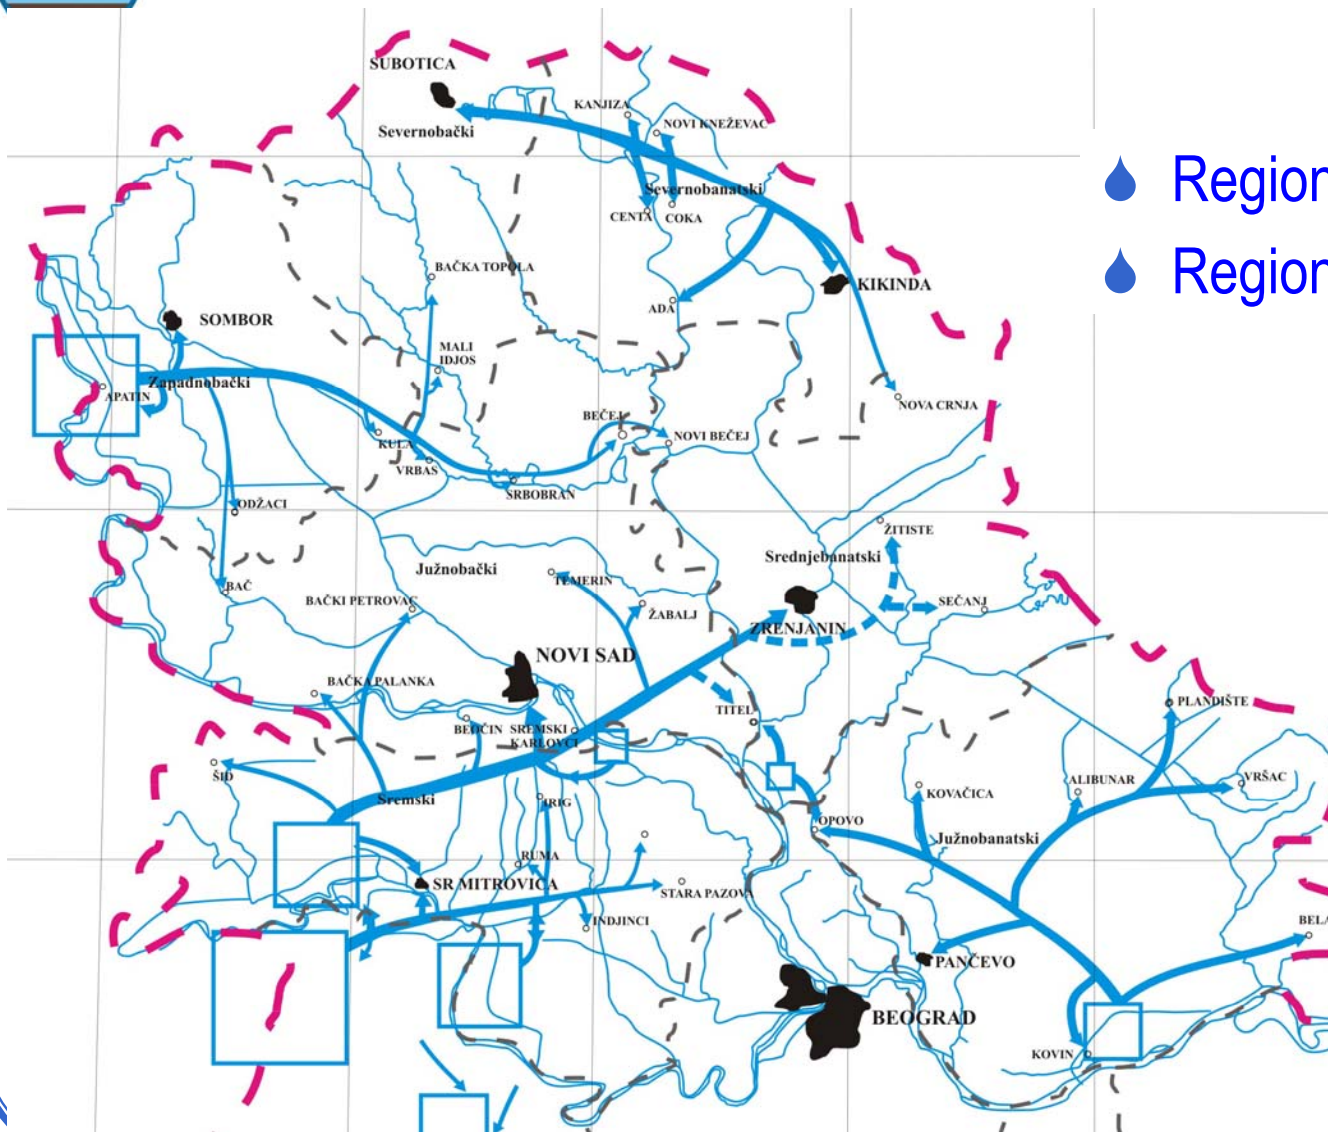 SUBOTICA
KANJIZA
NOVI KNEŽEVAC
Severnobački
Region
Severnobanatski
CENTA
COKA
BAČKA TOPOLA
Region
KIKINDA
ADA
SOMBOR
MALI
IDJOS
Zapadnobački
APATIN
NOVA CRNJA
BEČEJ
NOVI BEČEJ
KULA
VRBAS
SRBOBRAN
ODŽACI
ŽITISTE
Srednjebanatski
Južnobački
TEMERIN
BAČ
BAČKI PETROVAC
SEČANJ
ŽABALJ
ZRENJANIN
NOVI SAD
BAČKA PALANKA
PLANDIŠTE
TITEL
BEOČIN
SREMSKI
KARLOVCI
ŠID
VRŠAC
ALIBUNAR
KOVAČICA
Sremski
IRIG
OPOVO
Južnobanatski
RUMA
SR MITROVICA
STARA PAZOVA
INDJINCI
BELA
PANČEVO
BEOGRAD
KOVIN